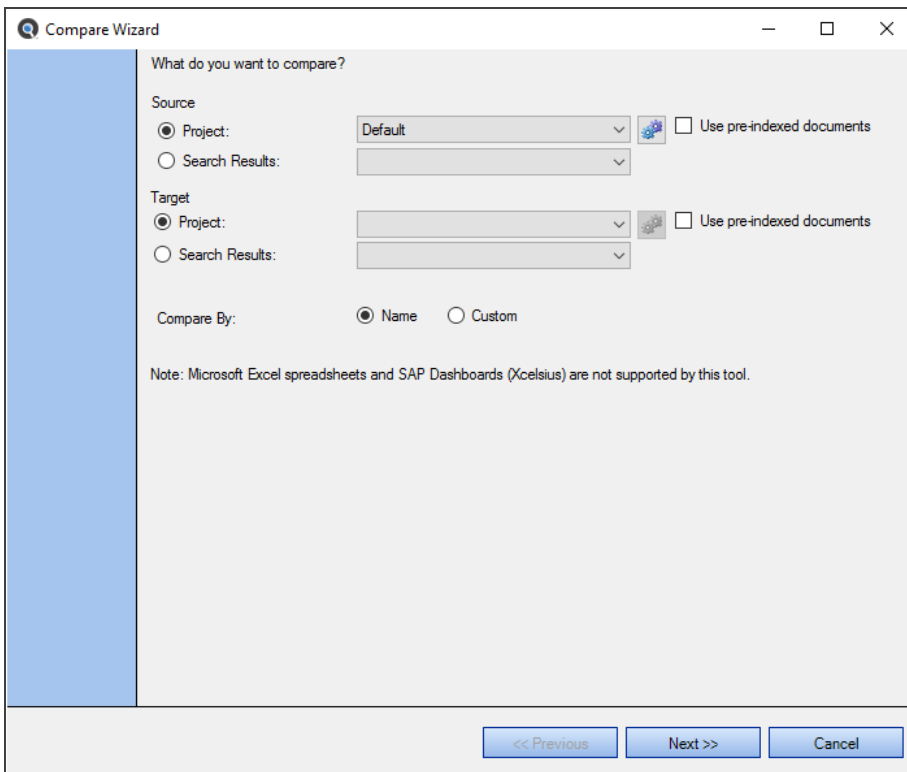 Compare Wizard
What do you want to compare?
Source
Project: Default Use pre-indexed documents
Search Results:
Target
Project: Use pre-indexed documents
Search Results:
Compare By: Name Custom
Note: Microsoft Excel spreadsheets and SAP Dashboards (Xcelsius) are not supported by this tool.
<< Previous Next >> Cancel